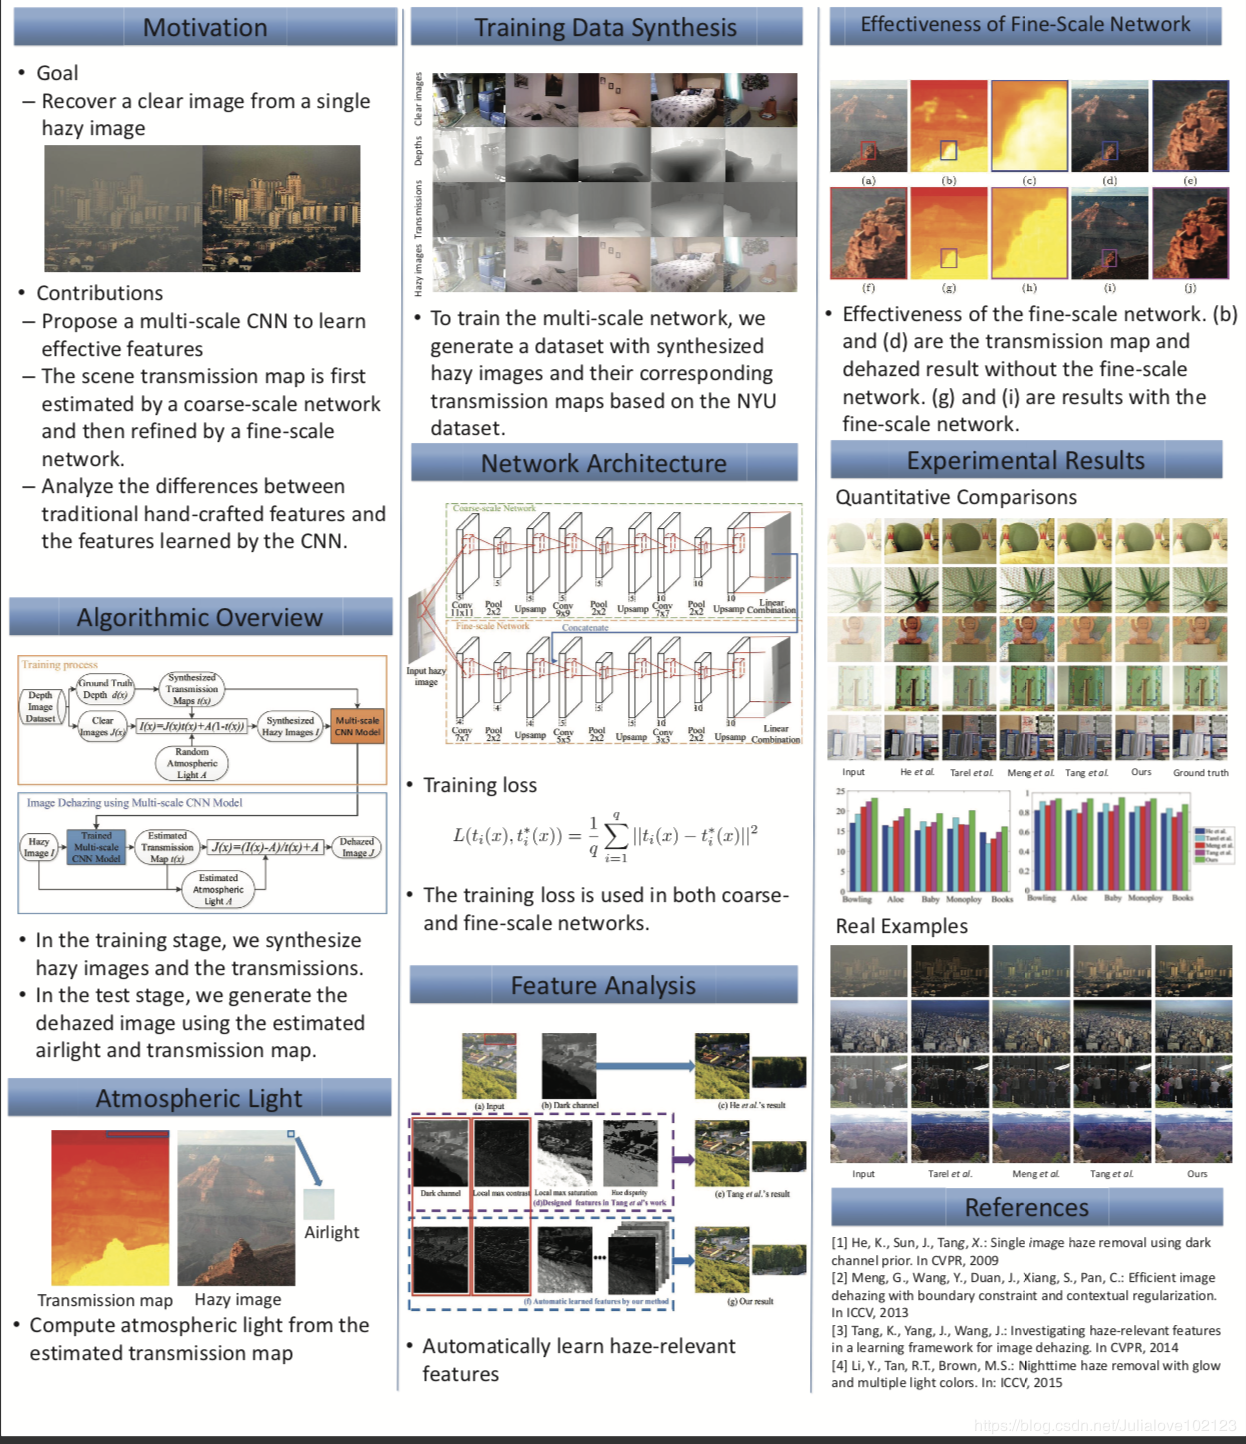 Motivation
• Goal
– Recover a clear image from a single
hazy image
• Contributions
– Propose a multi-scale CNN to learn
effective features
– The scene transmission map is first
estimated by a coarse-scale network
and then refined by a fine-scale
network.
– Analyze the differences between
traditional hand-crafted features and
the features learned by the CNN.
Algorithmic Overview
Training process
Depth
Image
Dataset
Ground Truth
Depth d(x)
Synthesized
Transmission
Maps t(x)
Clear
Images J(x)
I(x)=J(x)t(x)+A(1-t(x))
Synthesized
Hazy Images I
Multi-scale
CNN Model
Random
Atmospheric
Light A
Image Dehazing using Multi-scale CNN Model
Hazy
Image I
Trained
Multi-scale
CNN Model
Estimated
Transmission
Map t(x)
J(x)=(I(x)-A)/t(x)+A
Dehazed
Image J
Estimated
Atmospheric
Light A
• In the training stage, we synthesize
hazy images and the transmissions.
• In the test stage, we generate the
dehazed image using the estimated
airlight and transmission map.
Atmospheric Light
Airlight
Transmission map
Hazy image
• Compute atmospheric light from the
estimated transmission map
Training Data Synthesis
Clear images
Depths
Transmissions
Hazy images
• To train the multi-scale network, we
generate a dataset with synthesized
hazy images and their corresponding
transmission maps based on the NYU
dataset.
Network Architecture
Coarse-scale Network
5 5 5 5 5 5 10 10 10
Conv
11x11
Pool
2x2
Upsamp
Conv
9x9
Pool
2x2
Upsamp
Conv
7x7
Pool
2x2
Upsamp
Linear
Combination
Fine-scale Network
Concatenate
Input hazy
image
4 4 4 5 5 5 10 10 10
Conv
7x7
Pool
2x2
Upsamp
Conv
5x5
Pool
2x2
Upsamp
Conv
3x3
Pool
2x2
Upsamp
Linear
Combination
• Training loss
L(t_i(x), t_i^*(x)) = \frac{1}{q} \sum_{i=1}^{q} ||t_i(x) − t_i^*(x)||^2
• The training loss is used in both coarse-
and fine-scale networks.
Feature Analysis
(a) Input
(b) Dark channel
(c) He et al.'s result
Dark channel
Local max contrast
Local max saturation
Hue disparity
(d)Designed features in Tang et al's work
(e) Tang et al.'s result
(f) Automatic learned features by our method
(g) Our result
• Automatically learn haze-relevant
features
Effectiveness of Fine-Scale Network
(a) (b) (c) (d) (e)
(f) (g) (h) (i) (j)
• Effectiveness of the fine-scale network. (b)
and (d) are the transmission map and
dehazed result without the fine-scale
network. (g) and (i) are results with the
fine-scale network.
Experimental Results
Quantitative Comparisons
Input He et al. Tarel et al. Meng et al. Tang et al. Ours Ground truth
25
20
15
10
5
0
Bowling Aloe Baby Monopoly Books
1
0.8
0.6
0.4
0.2
0
Bowling Aloe Baby Monopoly Books
He et al.
Tarel et al.
Meng et al.
Tang et al.
Ours
Real Examples
Input Tarel et al. Meng et al. Tang et al. Ours
References
[1] He, K., Sun, J., Tang, X.: Single image haze removal using dark
channel prior. In CVPR, 2009
[2] Meng, G., Wang, Y., Duan, J., Xiang, S., Pan, C.: Efficient image
dehazing with boundary constraint and contextual regularization.
In ICCV, 2013
[3] Tang, K., Yang, J., Wang, J.: Investigating haze-relevant features
in a learning framework for image dehazing. In CVPR, 2014
[4] Li, Y., Tan, R.T., Brown, M.S.: Nighttime haze removal with glow
and multiple light colors. In: ICCV, 2015
https://blog.csdn.net/Julialove102123